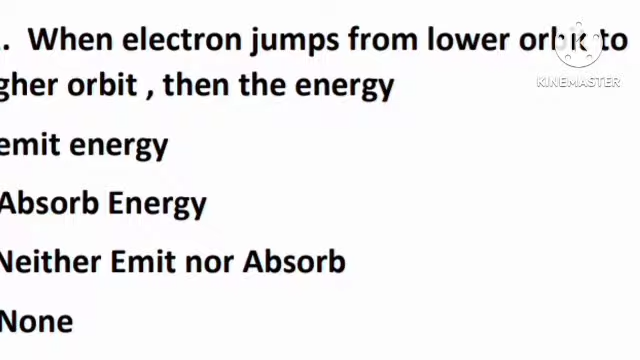 . When electron jumps from lower orbit to
gher orbit , then the energy
emit energy
Absorb Energy
Neither Emit nor Absorb
None
KINEMASTER